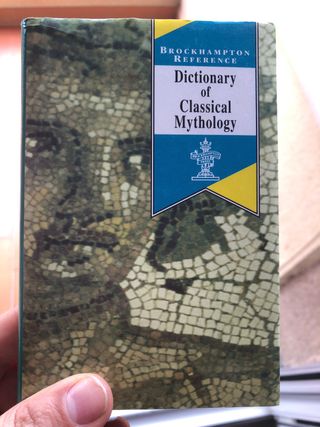 BROCKHAMPTON
REFERENCE
Dictionary
of
Classical
Mythology